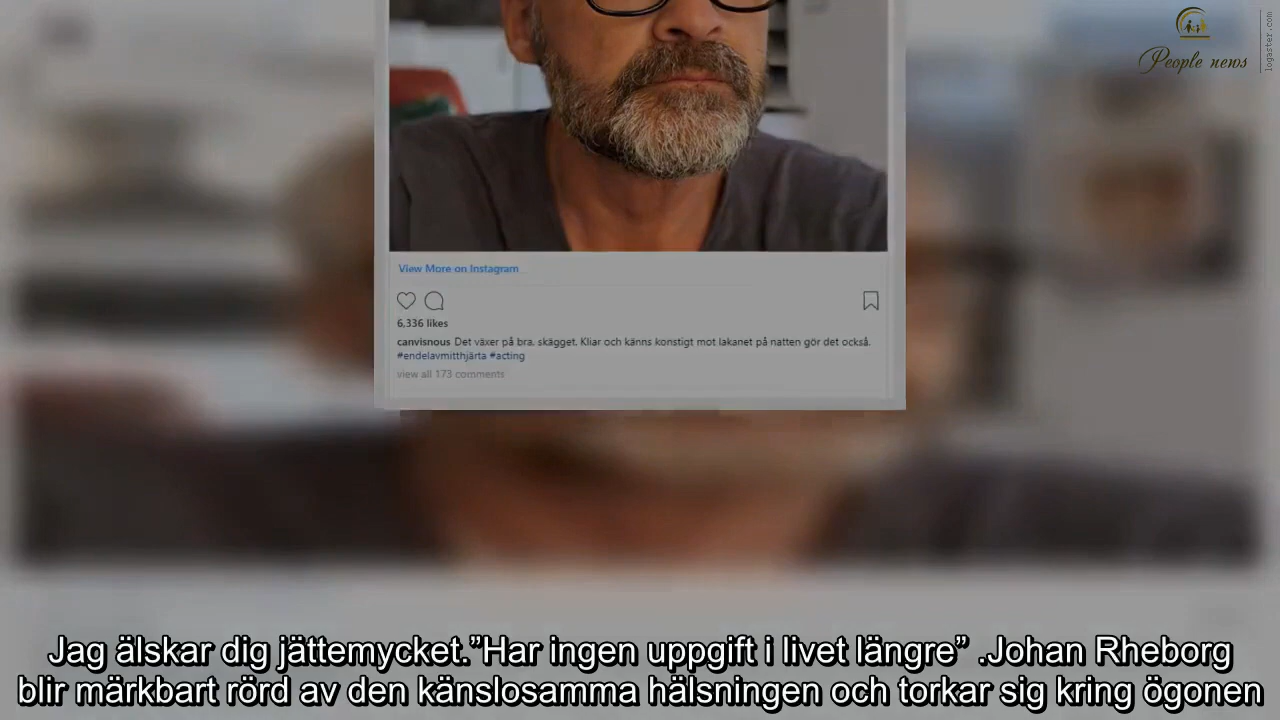 People news
logaster.com
View More on Instagram
6,336 likes
canvisnous Det växer på bra, skägget. Kliar och känns konstigt mot lakanet på natten gör det också.
#endelavmitthjärta #acting
view all 173 comments
Jag älskar dig jättemycket.”Har ingen uppgift i livet längre” .Johan Rheborg
blir märkbart rörd av den känslosamma hälsningen och torkar sig kring ögonen